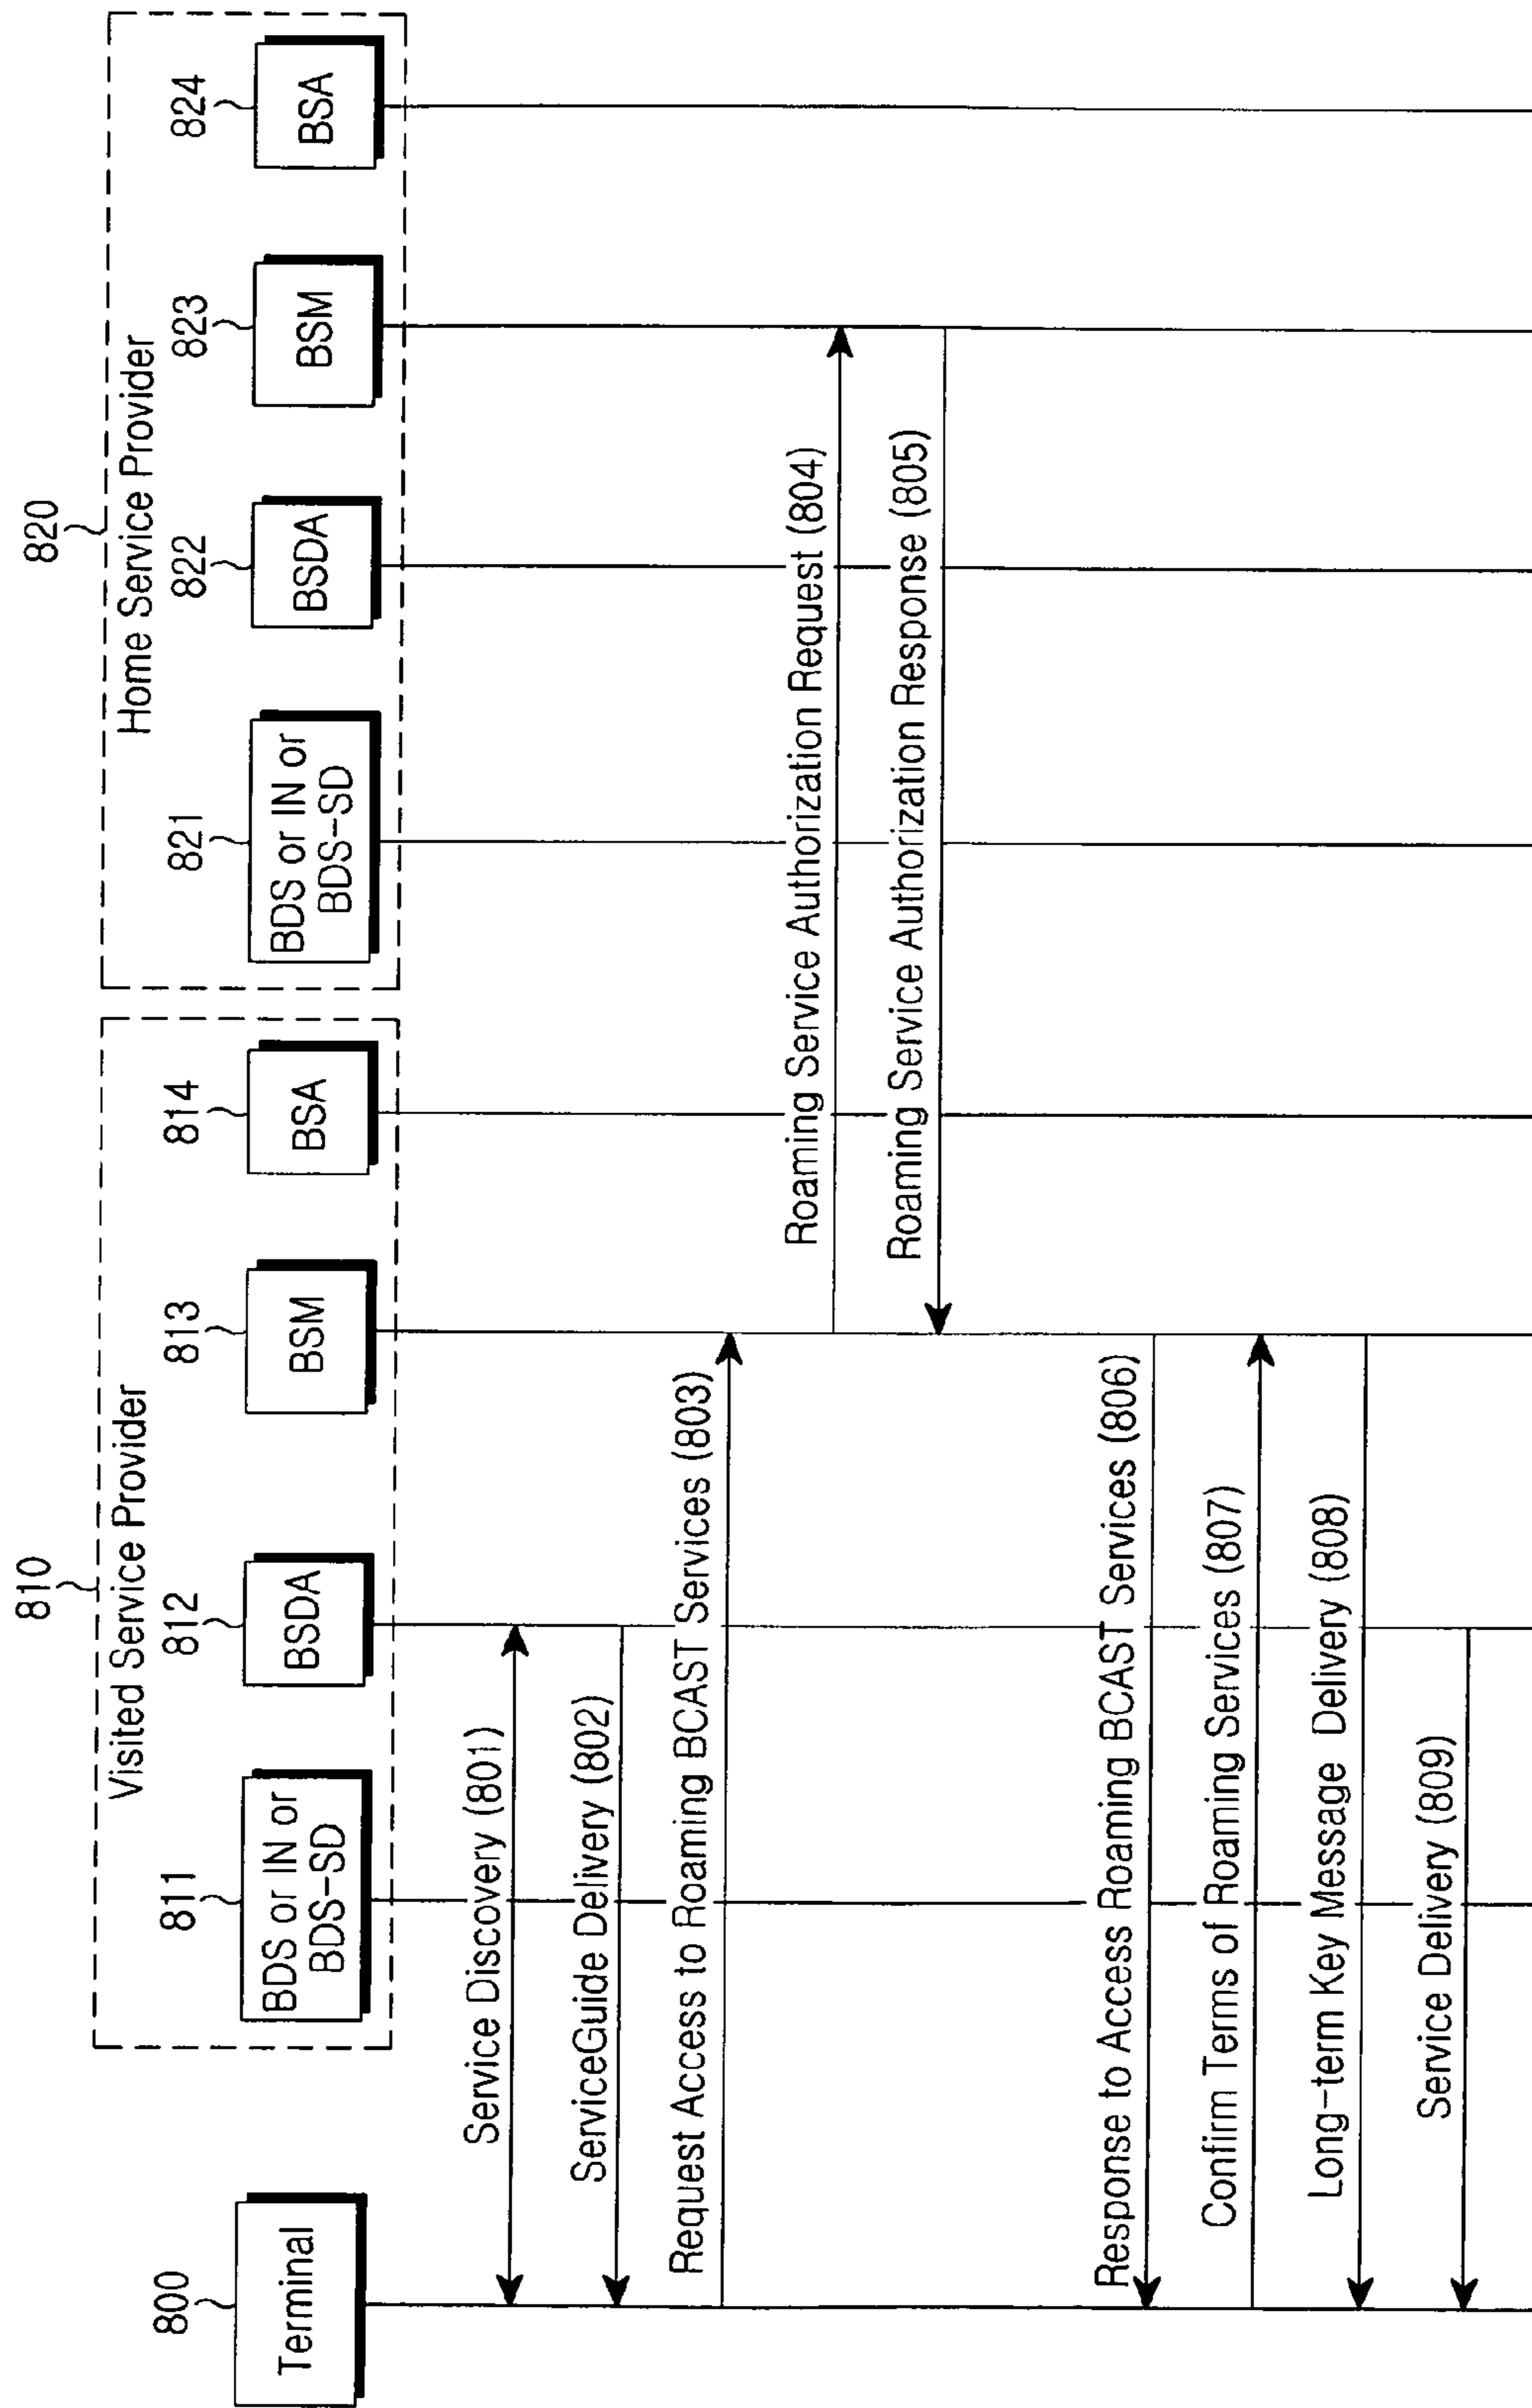 810
820
Visited Service Provider
Home Service Provider
800
811
812
813
814
821
822
823
824
Terminal
BDS or IN or
BDS-SD
BSDA
BSM
BSA
BDS or IN or
BDS-SD
BSDA
BSM
BSA
Service Discovery (801)
ServiceGuide Delivery (802)
Request Access to Roaming BCAST Services (803)
Roaming Service Authorization Request (804)
Roaming Service Authorization Response (805)
Response to Access Roaming BCAST Services (806)
Confirm Terms of Roaming Services (807)
Long-term Key Message Delivery (808)
Service Delivery (809)